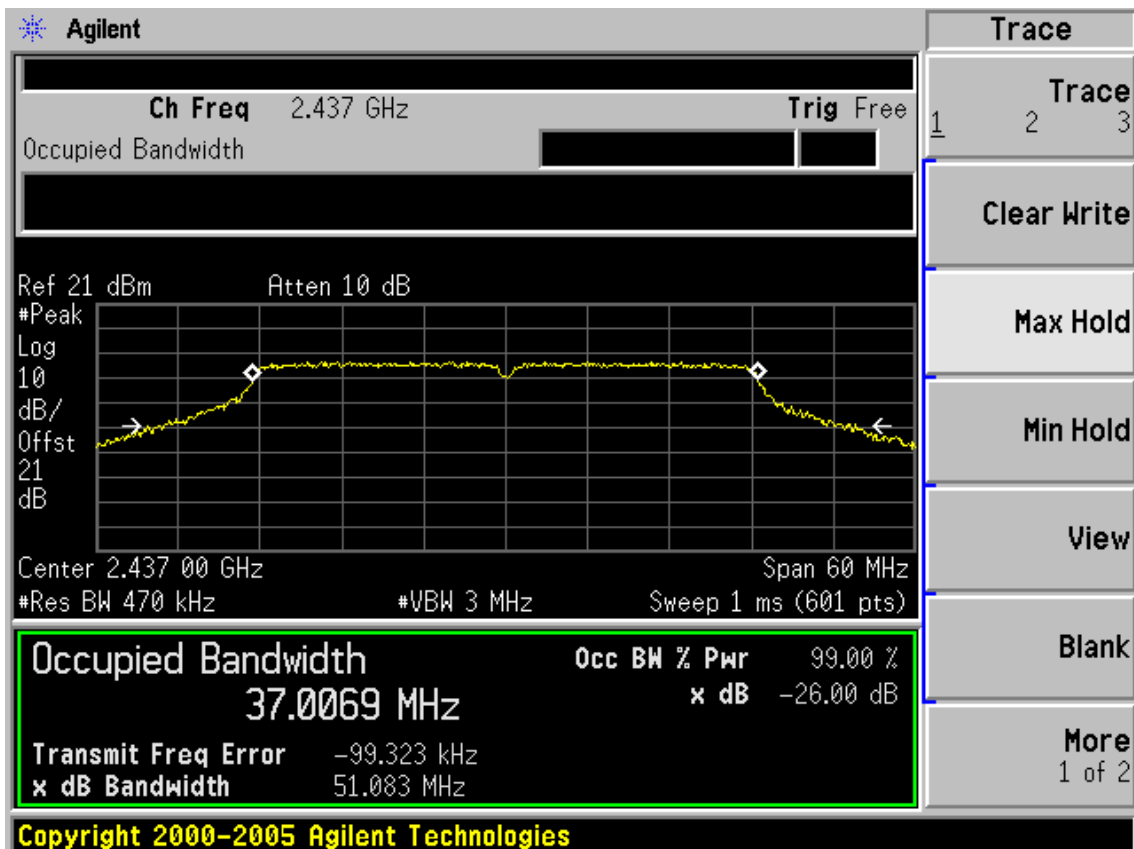 Agilent
Trace
Ch Freq 2.437 GHz Trig Free
Occupied Bandwidth
Ref 21 dBm Atten 10 dB
#Peak
Log
10
dB/
Offst
21
dB
Center 2.437 00 GHz Span 60 MHz
#Res BW 470 kHz #VBW 3 MHz Sweep 1 ms (601 pts)
Occupied Bandwidth
37.0069 MHz
Occ BW % Pwr 99.00 %
x dB -26.00 dB
Transmit Freq Error -99.323 kHz
x dB Bandwidth 51.083 MHz
Copyright 2000-2005 Agilent Technologies
Trace
1 2 3
Clear Write
Max Hold
Min Hold
View
Blank
More
1 of 2